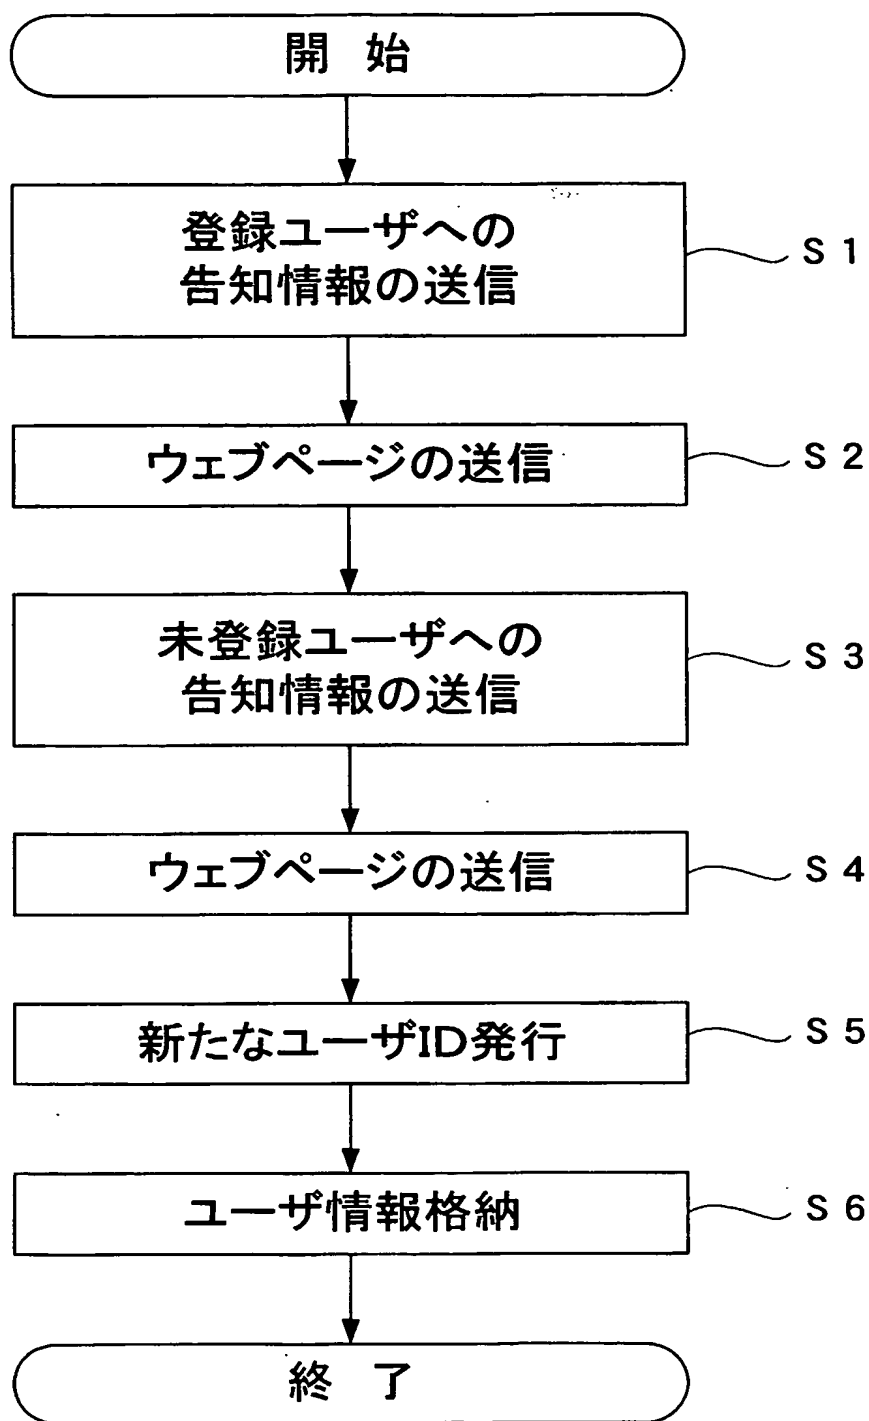 開 始
登録ユーザへの
告知情報の送信
S 1
ウェブページの送信
S 2
未登録ユーザへの
告知情報の送信
S 3
ウェブページの送信
S 4
新たなユーザID発行
S 5
ユーザ情報格納
S 6
終 了